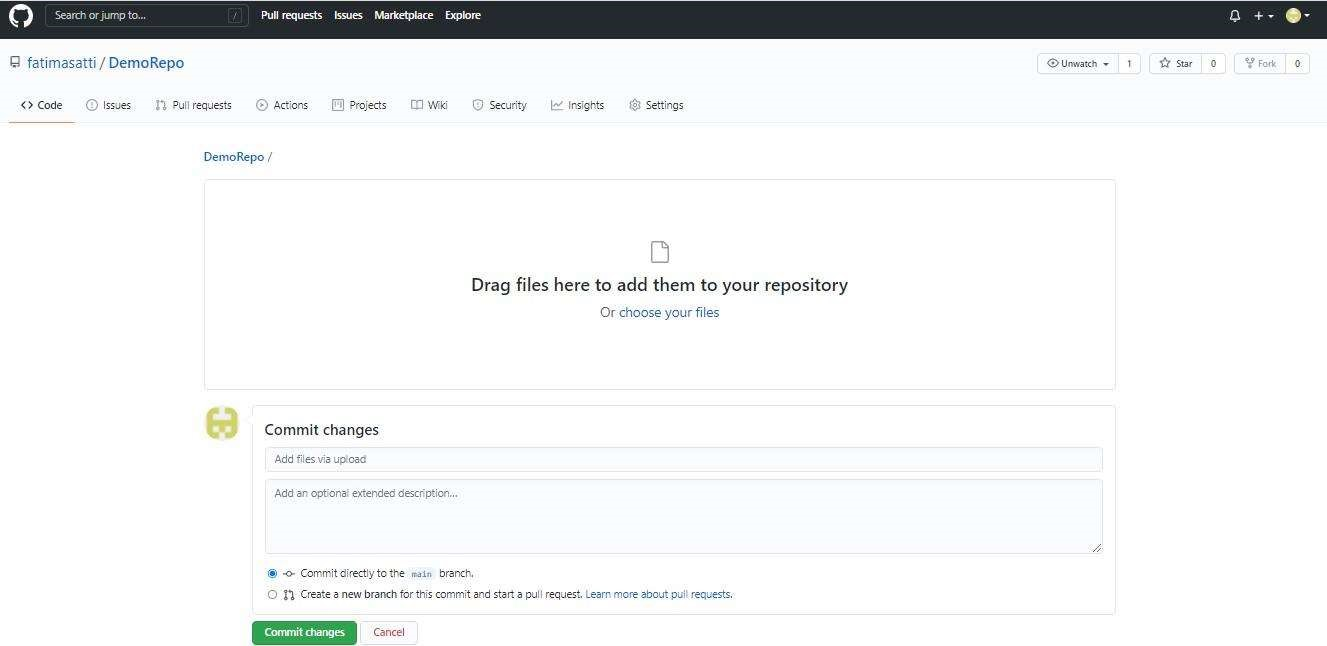 Search or jump to... / Pull requests Issues Marketplace Explore
fatimasatti / DemoRepo Unwatch 1 Star 0 Fork 0
Code Issues Pull requests Actions Projects Wiki Security Insights Settings
DemoRepo /
Drag files here to add them to your repository
Or choose your files
Commit changes
Add files via upload
Add an optional extended description...
Commit directly to the main branch.
Create a new branch for this commit and start a pull request. Learn more about pull requests.
Commit changes Cancel